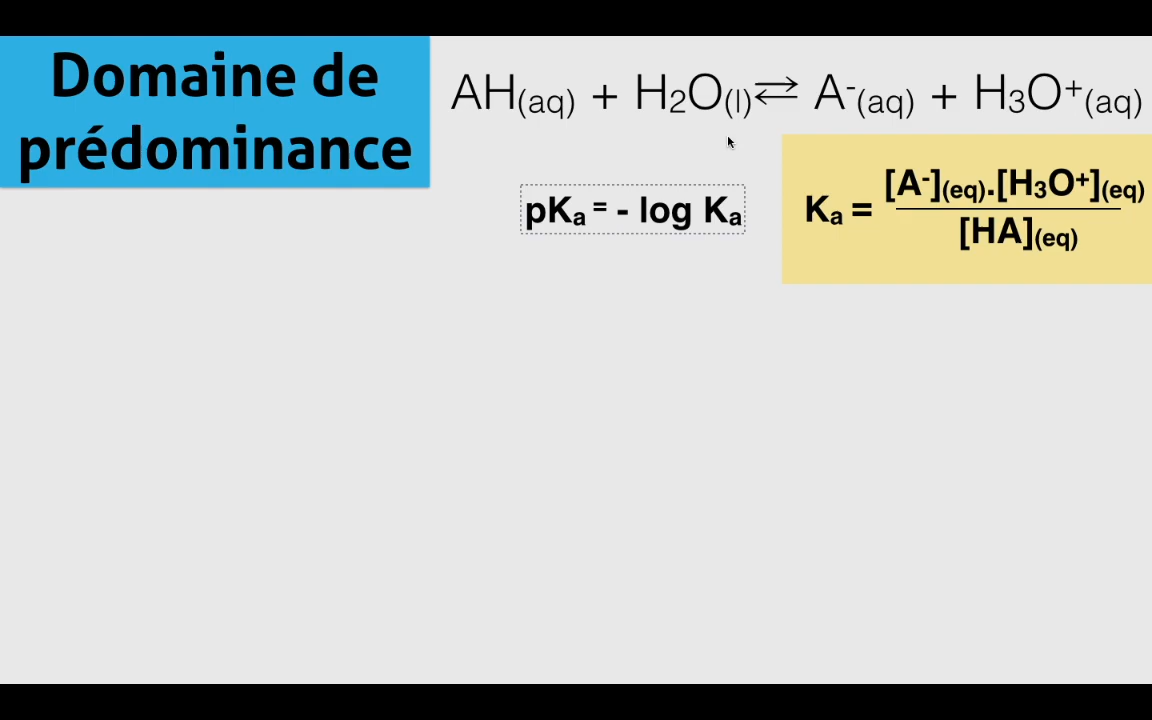 Domaine de
prédominance
AH(aq) + H2O(l)⇌ A-(aq) + H3O+(aq)
pKa = - log Ka
Ka = [A-](eq).[H3O+](eq)
[HA](eq)